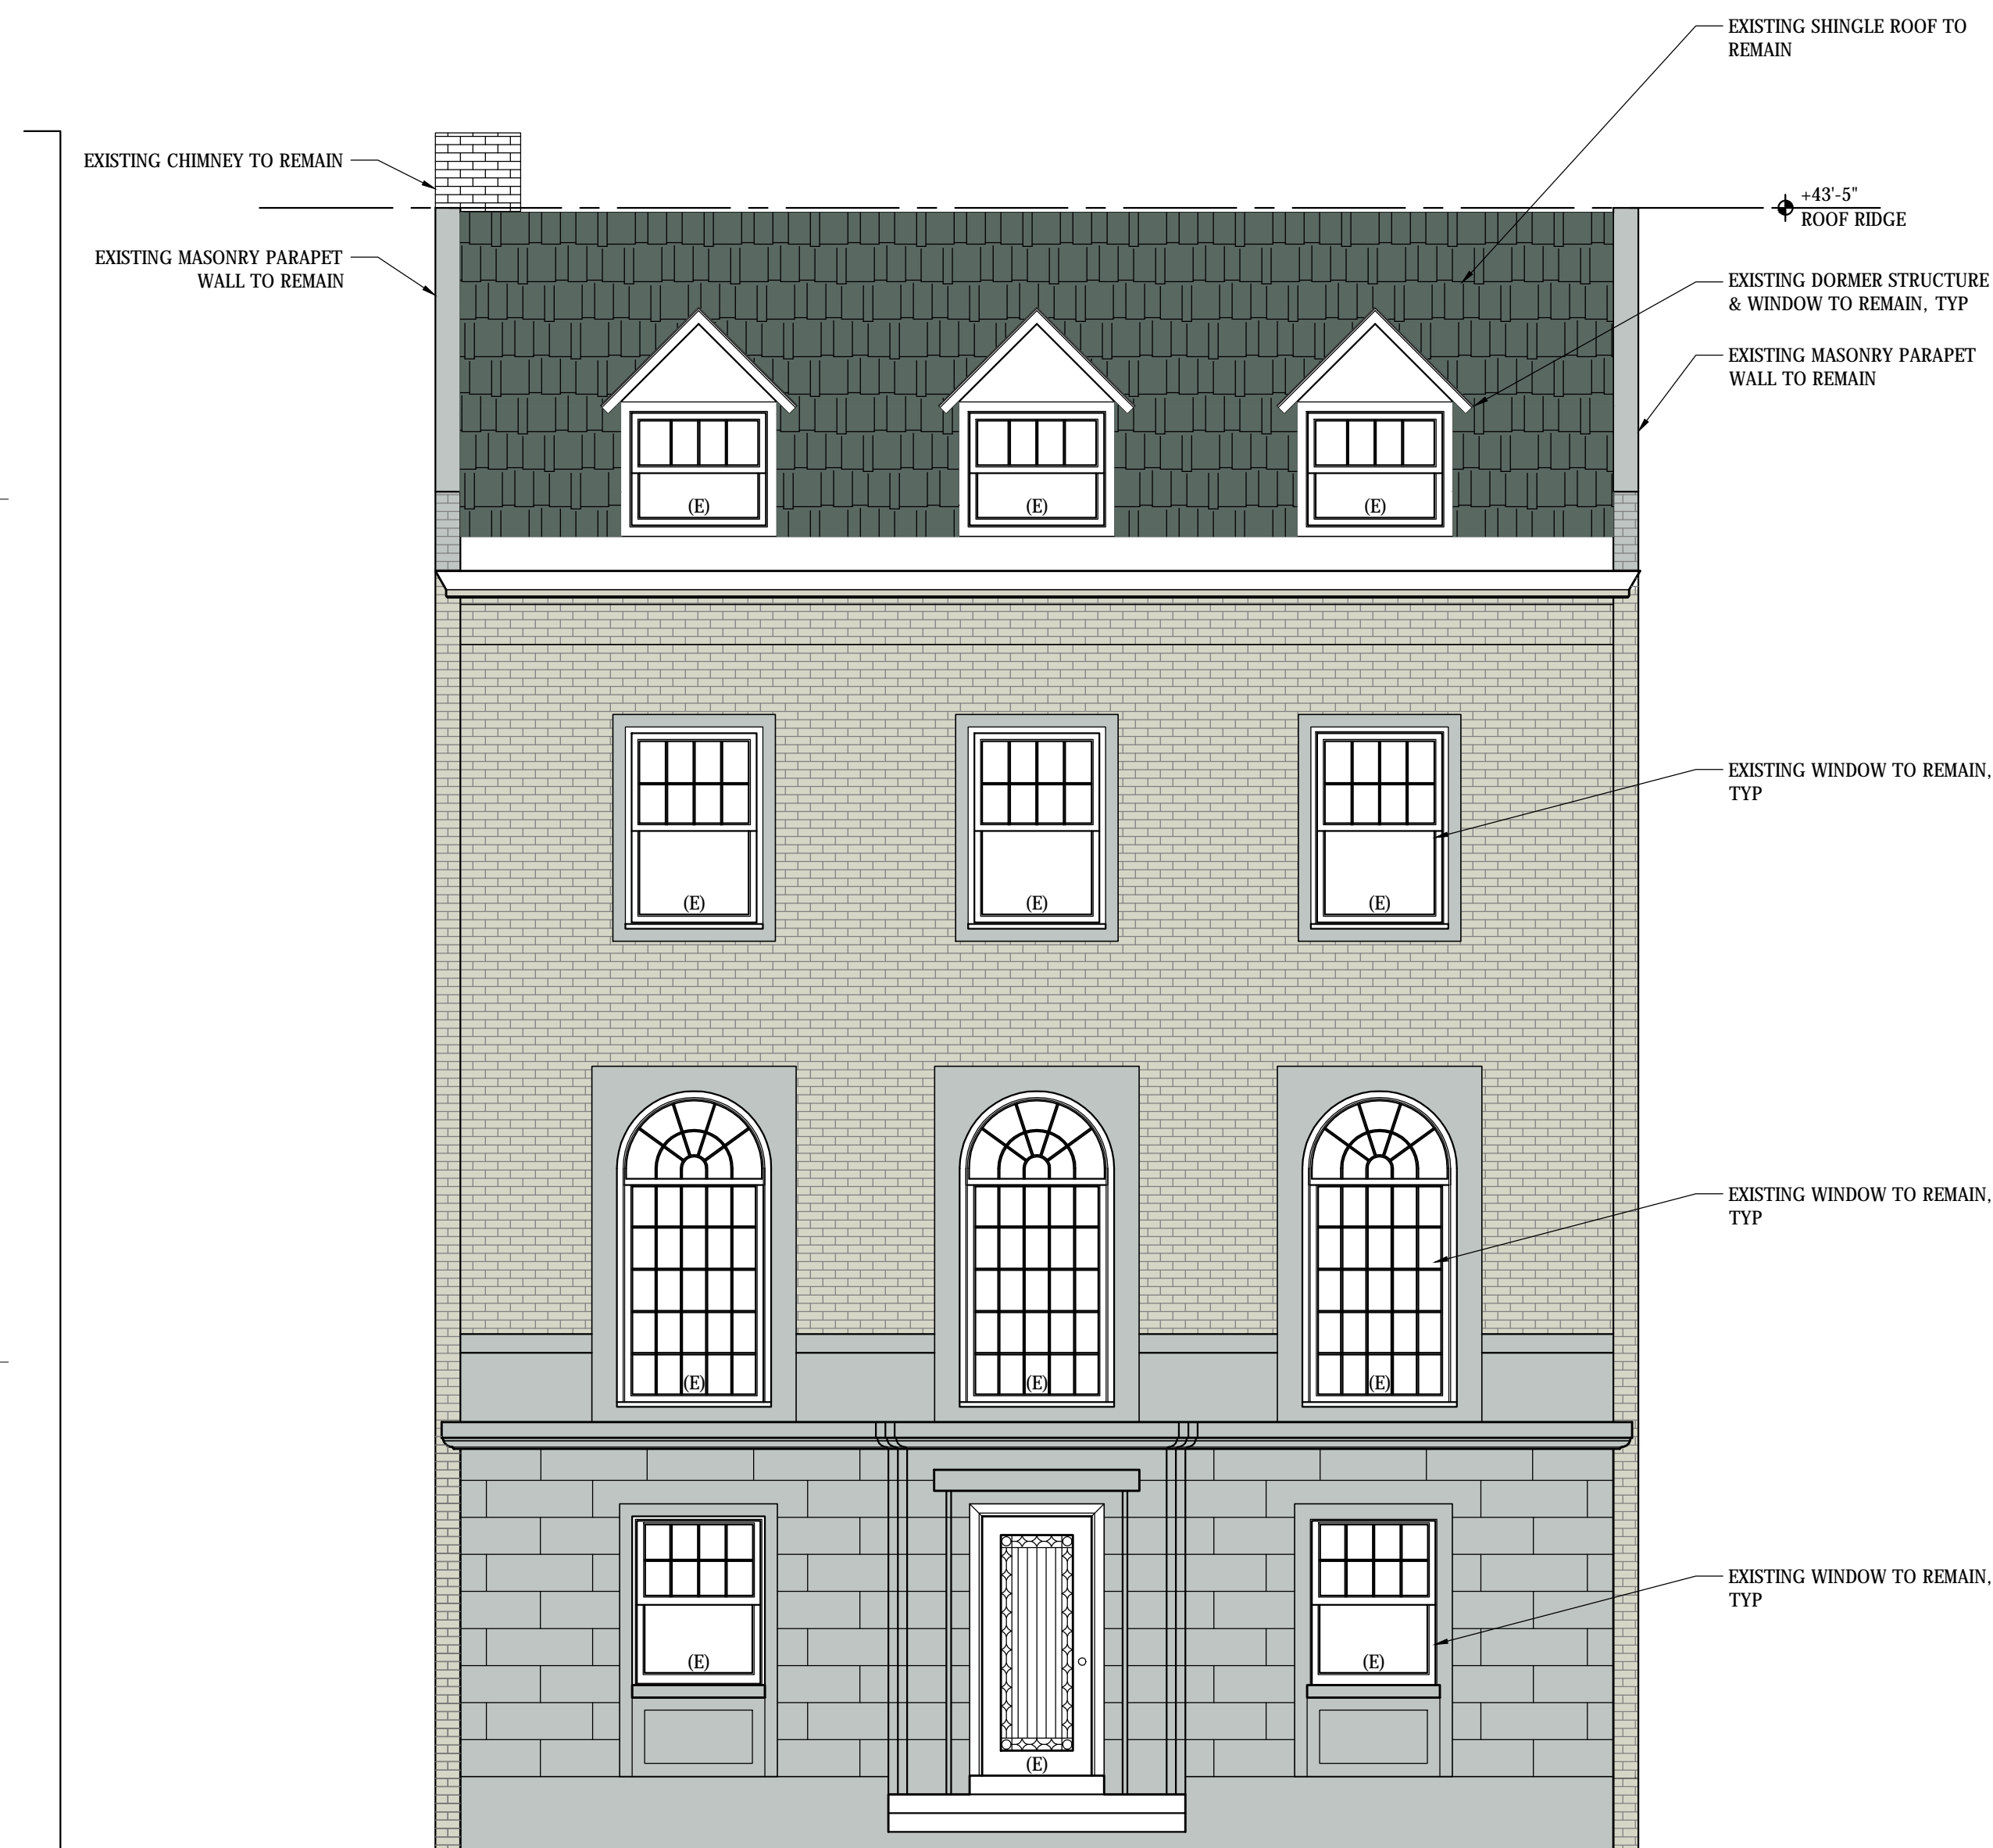 EXISTING SHINGLE ROOF TO
REMAIN
EXISTING CHIMNEY TO REMAIN
+43'-5"
ROOF RIDGE
EXISTING MASONRY PARAPET
WALL TO REMAIN
EXISTING DORMER STRUCTURE
& WINDOW TO REMAIN, TYP
EXISTING MASONRY PARAPET
WALL TO REMAIN
(E)
(E)
(E)
EXISTING WINDOW TO REMAIN,
TYP
(E)
(E)
(E)
EXISTING WINDOW TO REMAIN,
TYP
(E)
(E)
(E)
EXISTING WINDOW TO REMAIN,
TYP
(E)
(E)
(E)